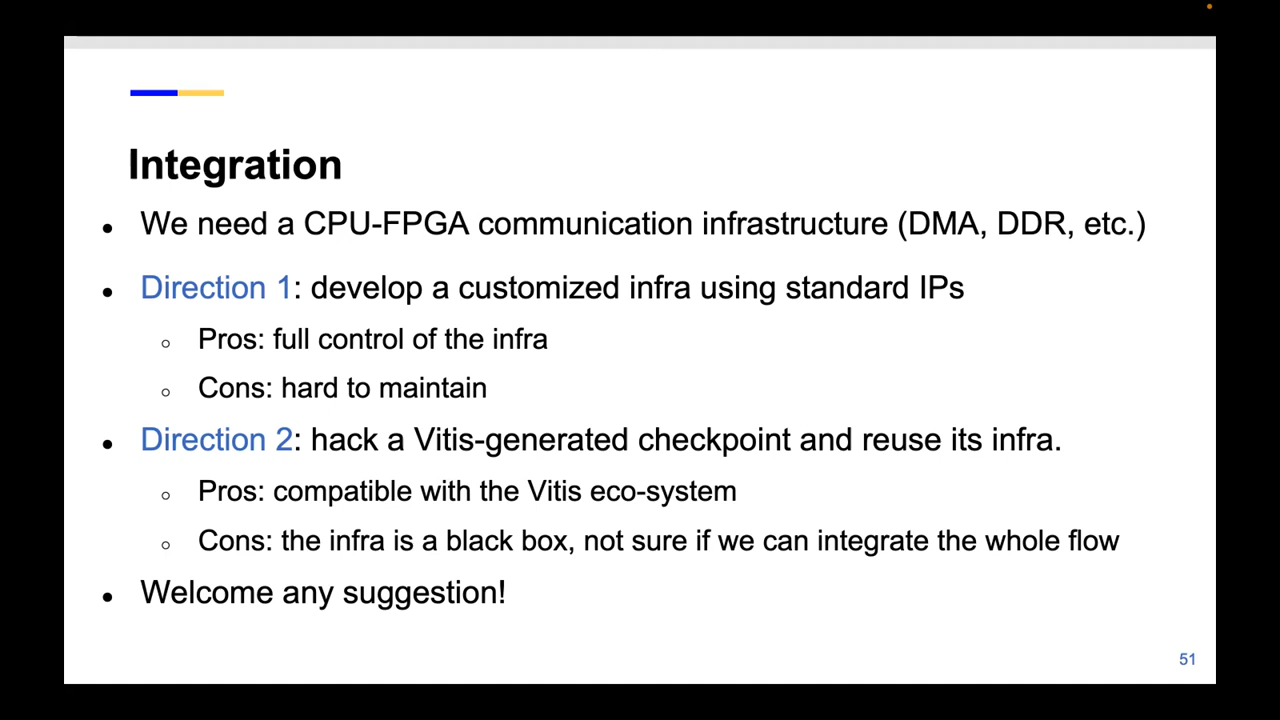 Integration
● We need a CPU-FPGA communication infrastructure (DMA, DDR, etc.)
● Direction 1: develop a customized infra using standard IPs
○ Pros: full control of the infra
○ Cons: hard to maintain
● Direction 2: hack a Vitis-generated checkpoint and reuse its infra.
○ Pros: compatible with the Vitis eco-system
○ Cons: the infra is a black box, not sure if we can integrate the whole flow
● Welcome any suggestion!
51